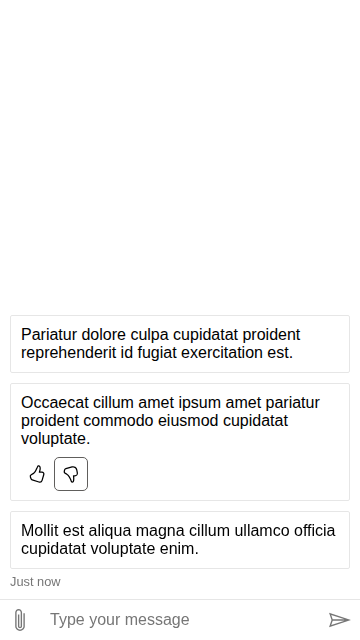 Pariatur dolore culpa cupidatat proident
reprehenderit id fugiat exercitation est.
Occaecat cillum amet ipsum amet pariatur
proident commodo eiusmod cupidatat
voluptate.
Mollit est aliqua magna cillum ullamco officia
cupidatat voluptate enim.
Just now
Type your message